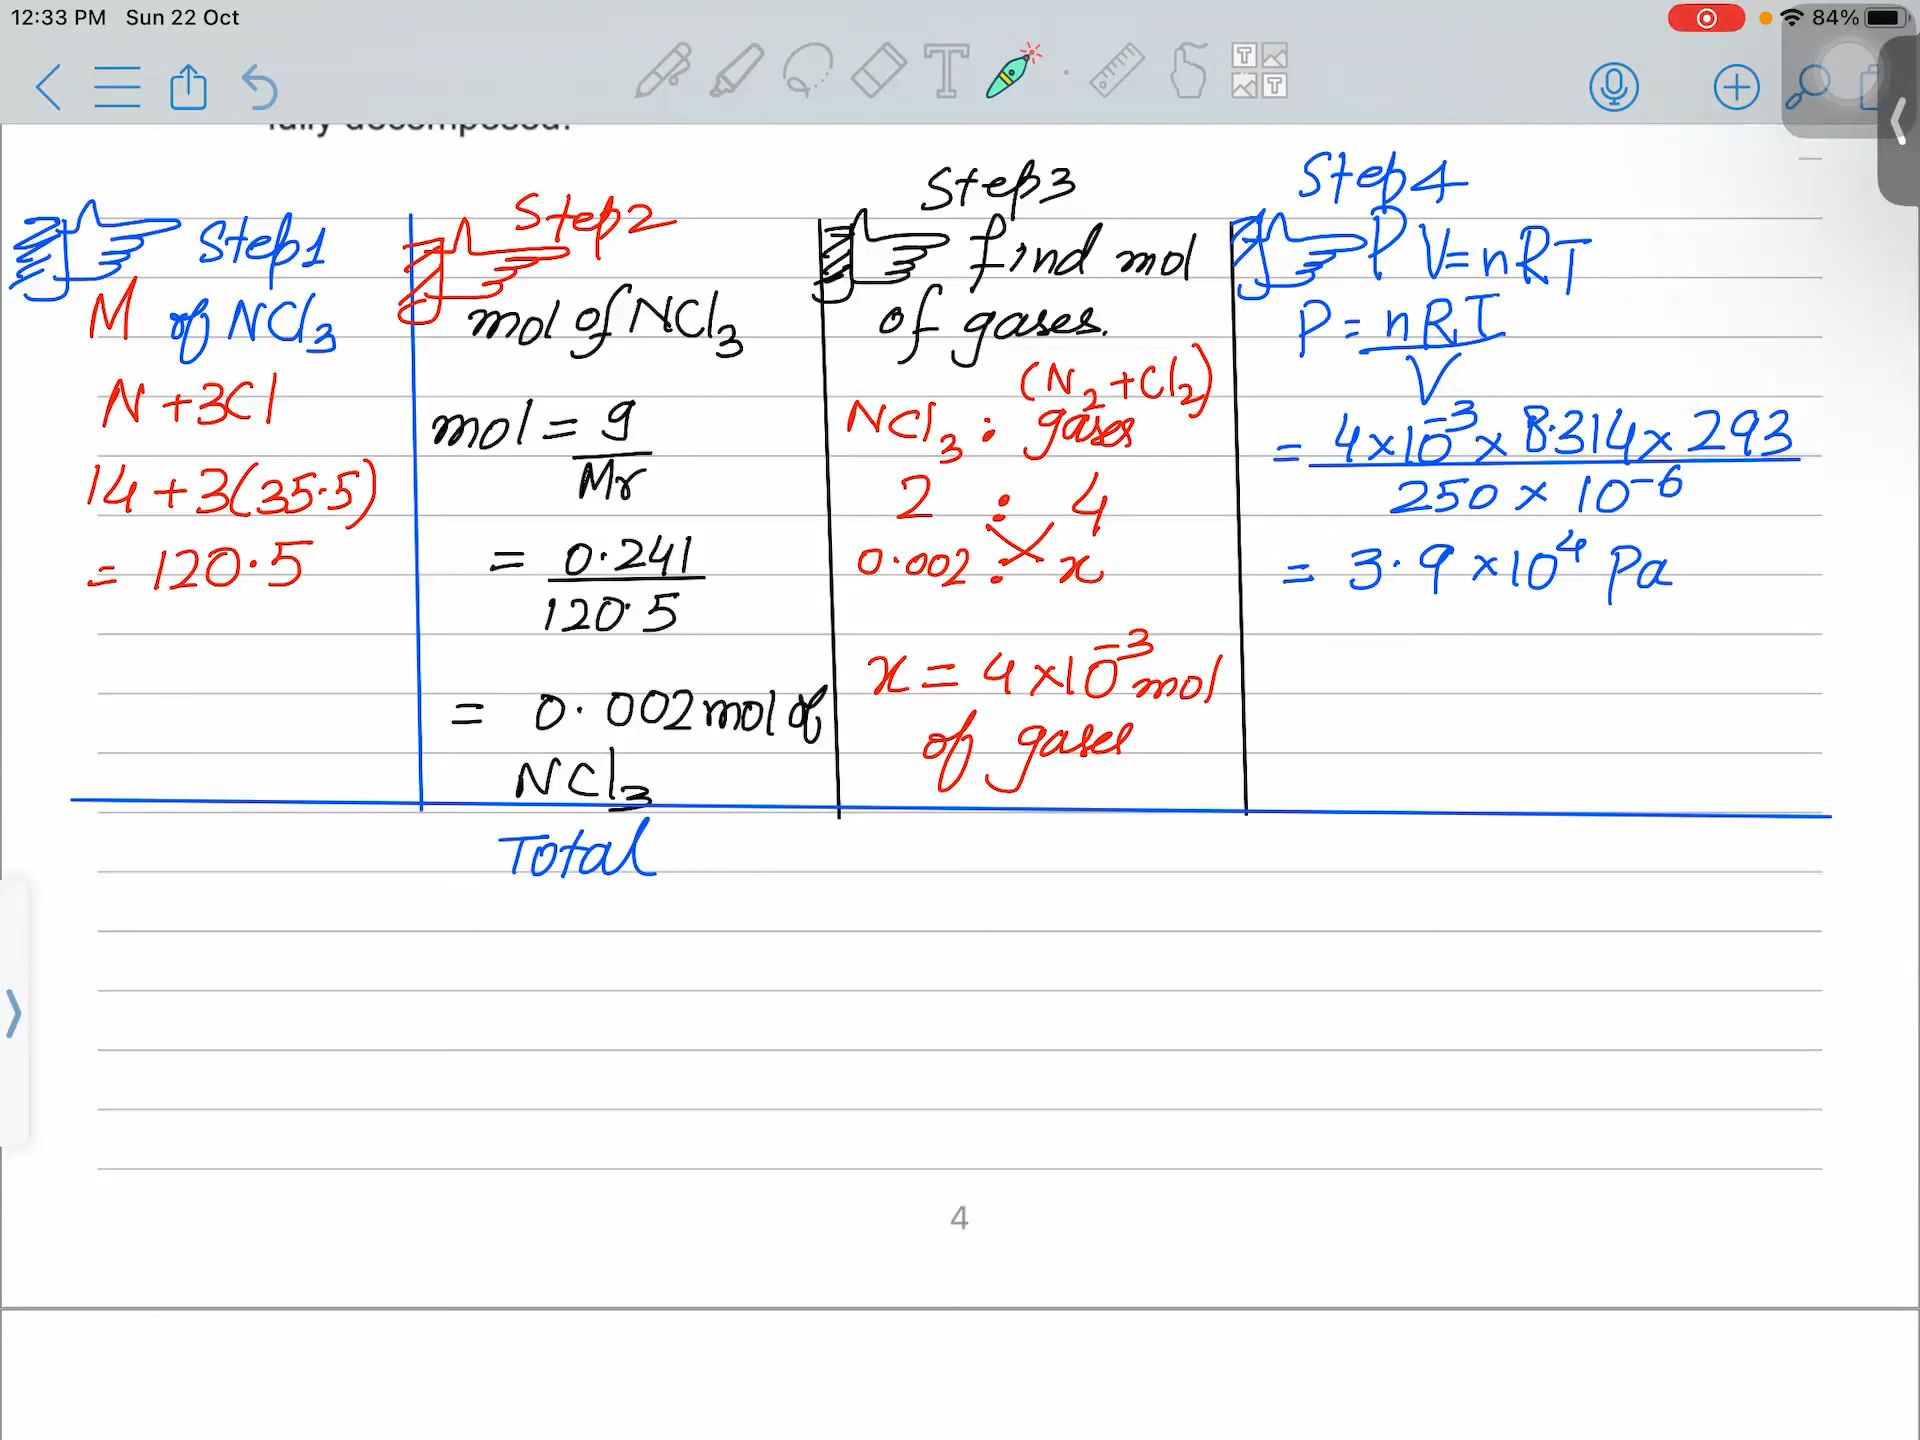 12:33 PM Sun 22 Oct
84%
fully decomposed.
Step1
M of NCl3
N + 3Cl
14 + 3(35.5)
= 120.5
Step2
mol of NCl3
mol = g
Mr
= 0.241
120.5
= 0.002 mol of
NCl3
Step3
find mol
of gases.
(N2 + Cl2)
NCl3 : gases
2 : 4
0.002 : x
x = 4 × 10^-3 mol
of gases
Step4
PV = nRT
P = nRT
V
= 4×10^-3 × 8.314 × 293
250 × 10^-6
= 3.9 × 10^4 Pa
Total
4